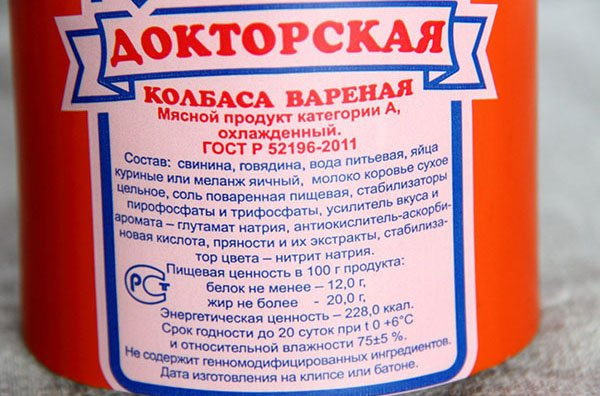 ДОКТОРСКАЯ
КОЛБАСА ВАРЕНАЯ
Мясной продукт категории А,
охлажденный.
ГОСТ Р 52196-2011
Состав: свинина, говядина, вода питьевая, яйца
куриные или меланж яичный, молоко коровье сухое
цельное, соль поваренная пищевая, стабилизаторы
пирофосфаты и трифосфаты, усилитель вкуса и
аромата – глутамат натрия, антиокислитель-аскорби-
новая кислота, пряности и их экстракты, стабилиза-
тор цвета – нитрит натрия.
Пищевая ценность в 100 г продукта:
белок не менее – 12,0 г,
жир не более - 20,0 г,
Энергетическая ценность – 228,0 ккал.
Срок годности до 20 суток при t 0 +6°С
и относительной влажности 75±5 %.
Не содержит генномодифицированных ингредиентов.
Дата изготовления на клипсе или батоне.
РСТ